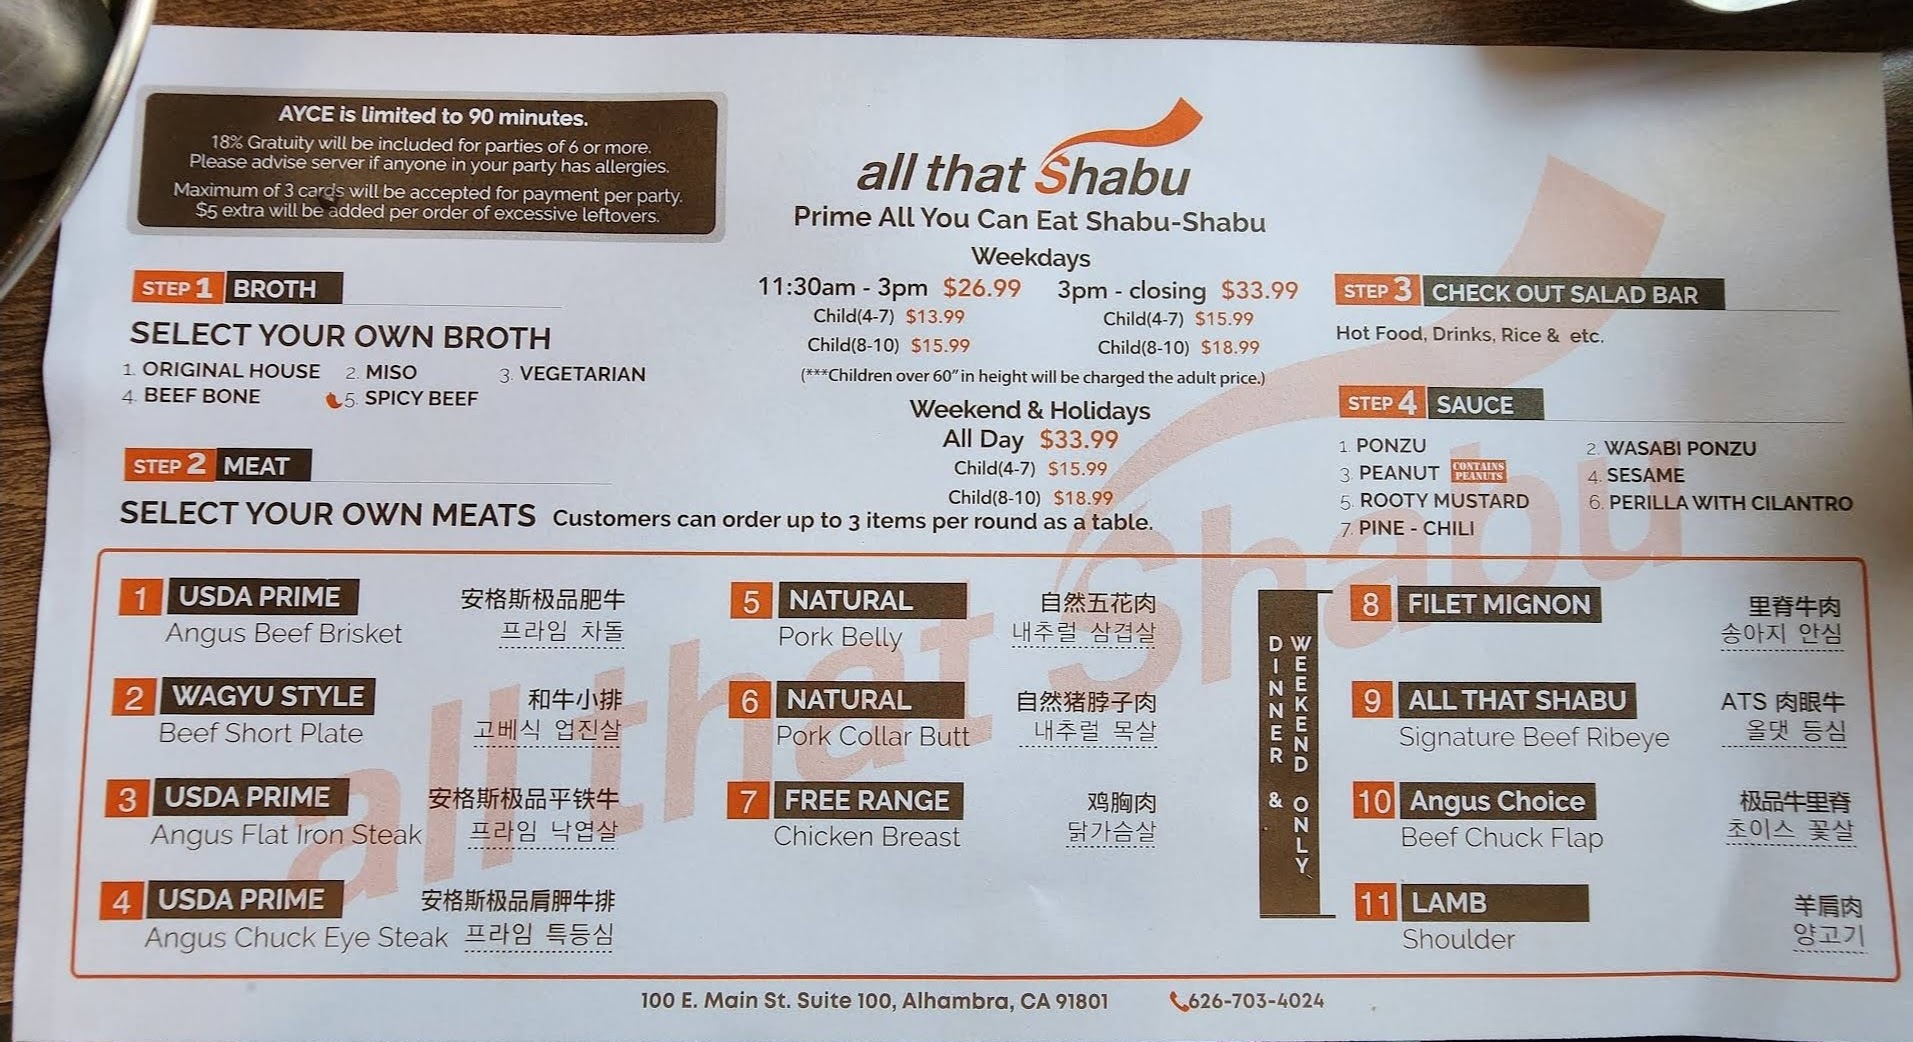 AYCE is limited to 90 minutes.
18% Gratuity will be included for parties of 6 or more.
Please advise server if anyone in your party has allergies.
Maximum of 3 cards will be accepted for payment per party.
$5 extra will be added per order of excessive leftovers.
all that Shabu
Prime All You Can Eat Shabu-Shabu
Weekdays
11:30am - 3pm $26.99 3pm - closing $33.99
Child(4-7) $13.99 Child(4-7) $15.99
Child(8-10) $15.99 Child(8-10) $18.99
(***Children over 60" in height will be charged the adult price.)
Weekend & Holidays
All Day $33.99
Child(4-7) $15.99
Child(8-10) $18.99
STEP 1 BROTH
SELECT YOUR OWN BROTH
1. ORIGINAL HOUSE 2. MISO 3. VEGETARIAN
4. BEEF BONE 5. SPICY BEEF
STEP 2 MEAT
SELECT YOUR OWN MEATS Customers can order up to 3 items per round as a table.
STEP 3 CHECK OUT SALAD BAR
Hot Food, Drinks, Rice & etc.
STEP 4 SAUCE
1. PONZU 2. WASABI PONZU
3. PEANUT CONTAINS PEANUTS 4. SESAME
5. ROOTY MUSTARD 6. PERILLA WITH CILANTRO
7. PINE - CHILI
1 USDA PRIME 安格斯极品肥牛
Angus Beef Brisket 프라임 차돌
2 WAGYU STYLE 和牛小排
Beef Short Plate 고베식 업진살
3 USDA PRIME 安格斯极品平铁牛
Angus Flat Iron Steak 프라임 낙엽살
4 USDA PRIME 安格斯极品肩胛牛排
Angus Chuck Eye Steak 프라임 특등심
5 NATURAL 自然五花肉
Pork Belly 내추럴 삼겹살
6 NATURAL 自然猪脖子肉
Pork Collar Butt 내추럴 목살
7 FREE RANGE 鸡胸肉
Chicken Breast 닭가슴살
DINNER &
WEEKEND ONLY
8 FILET MIGNON 里脊牛肉
송아지 안심
9 ALL THAT SHABU ATS 肉眼牛
Signature Beef Ribeye 올댓 등심
10 Angus Choice 极品牛里脊
Beef Chuck Flap 초이스 꽃살
11 LAMB 羊肩肉
Shoulder 양고기
all that Shabu
100 E. Main St. Suite 100, Alhambra, CA 91801 626-703-4024